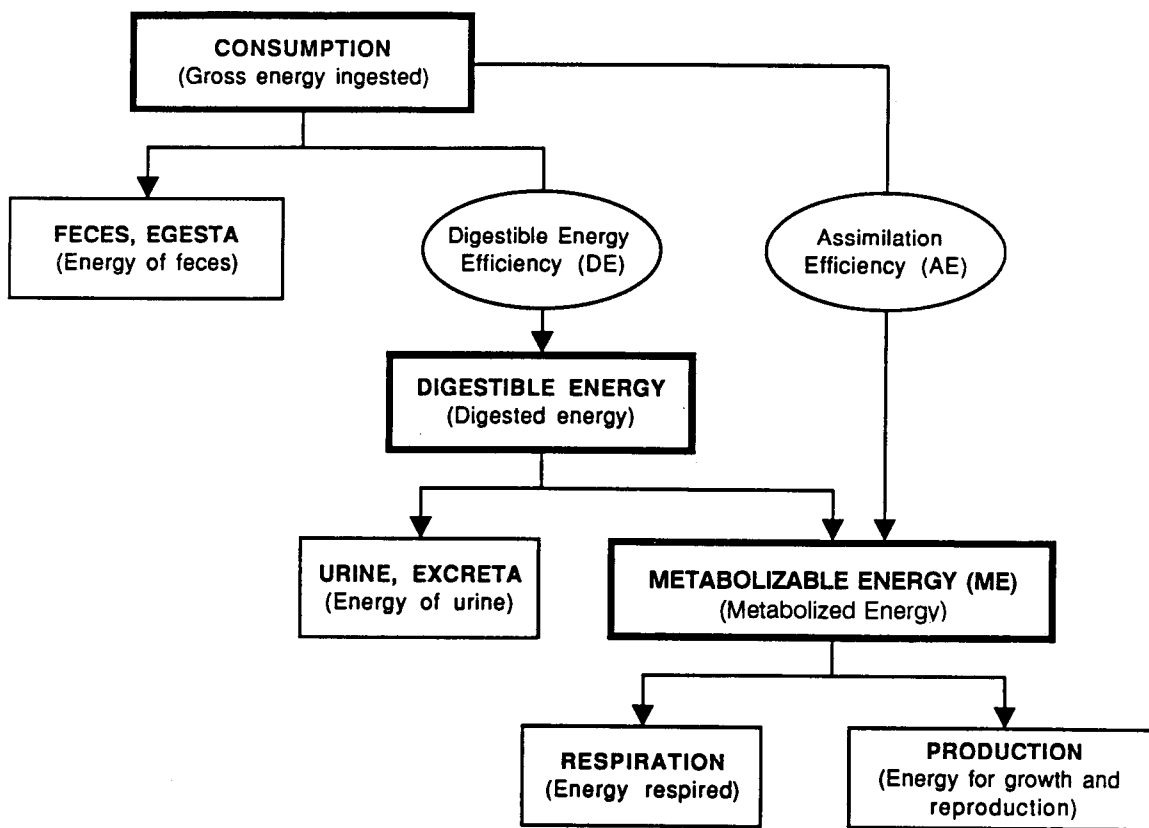 CONSUMPTION
(Gross energy ingested)
FECES, EGESTA
(Energy of feces)
Digestible Energy
Efficiency (DE)
Assimilation
Efficiency (AE)
DIGESTIBLE ENERGY
(Digested energy)
URINE, EXCRETA
(Energy of urine)
METABOLIZABLE ENERGY (ME)
(Metabolized Energy)
RESPIRATION
(Energy respired)
PRODUCTION
(Energy for growth and
reproduction)